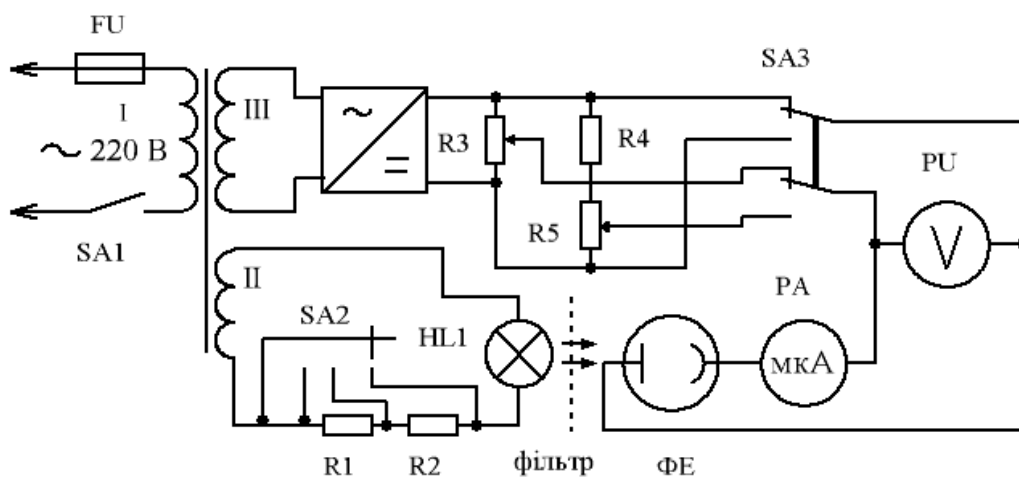 FU
SA3
I
III
~
R3
R4
PU
~ 220 В
=
R5
V
SA1
II
PA
SA2
HL1
мкА
R1
R2
фільтр
ФЕ